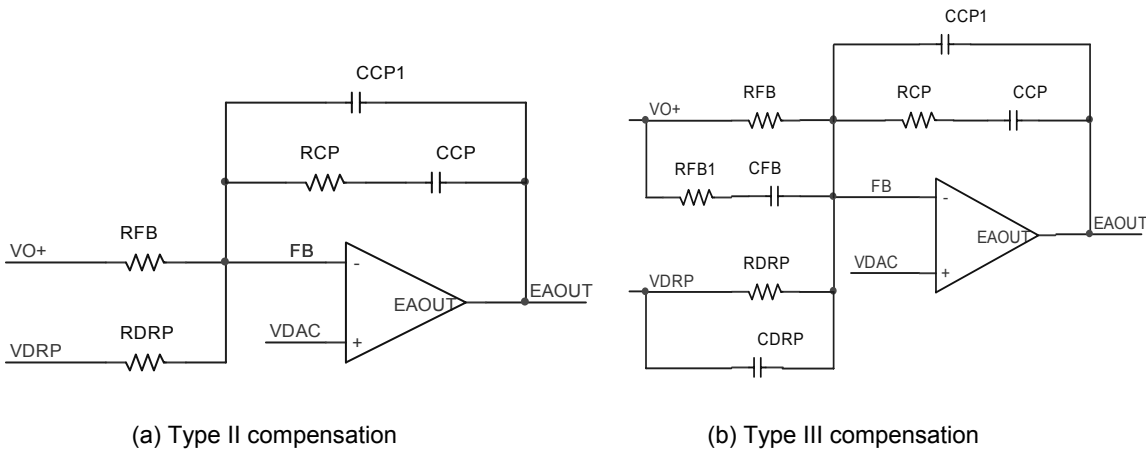 CCP1
RCP
CCP
VO+
RFB
FB
-
EAOUT
EAOUT
VDAC
+
VDRP
RDRP
(a) Type II compensation
CCP1
VO+
RFB
RCP
CCP
RFB1
CFB
FB
-
EAOUT
EAOUT
VDAC
+
VDRP
RDRP
CDRP
(b) Type III compensation